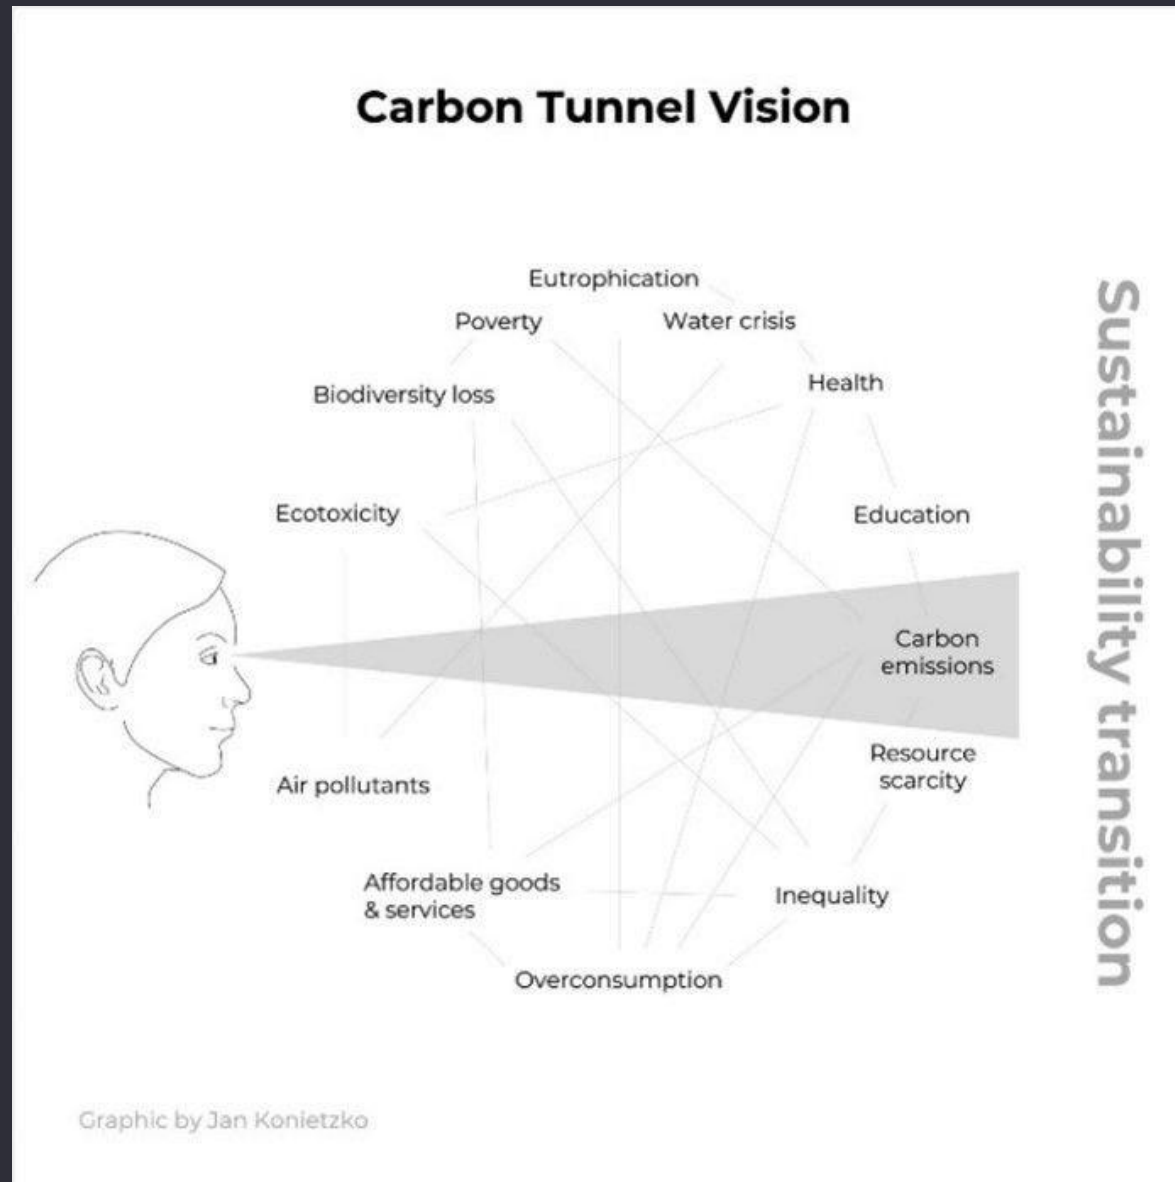 Carbon Tunnel Vision
Eutrophication
Poverty
Water crisis
Health
Biodiversity loss
Ecotoxicity
Education
Carbon
emissions
Resource
scarcity
Air pollutants
Affordable goods
& services
Inequality
Overconsumption
Sustainability transition
Graphic by Jan Konietzko